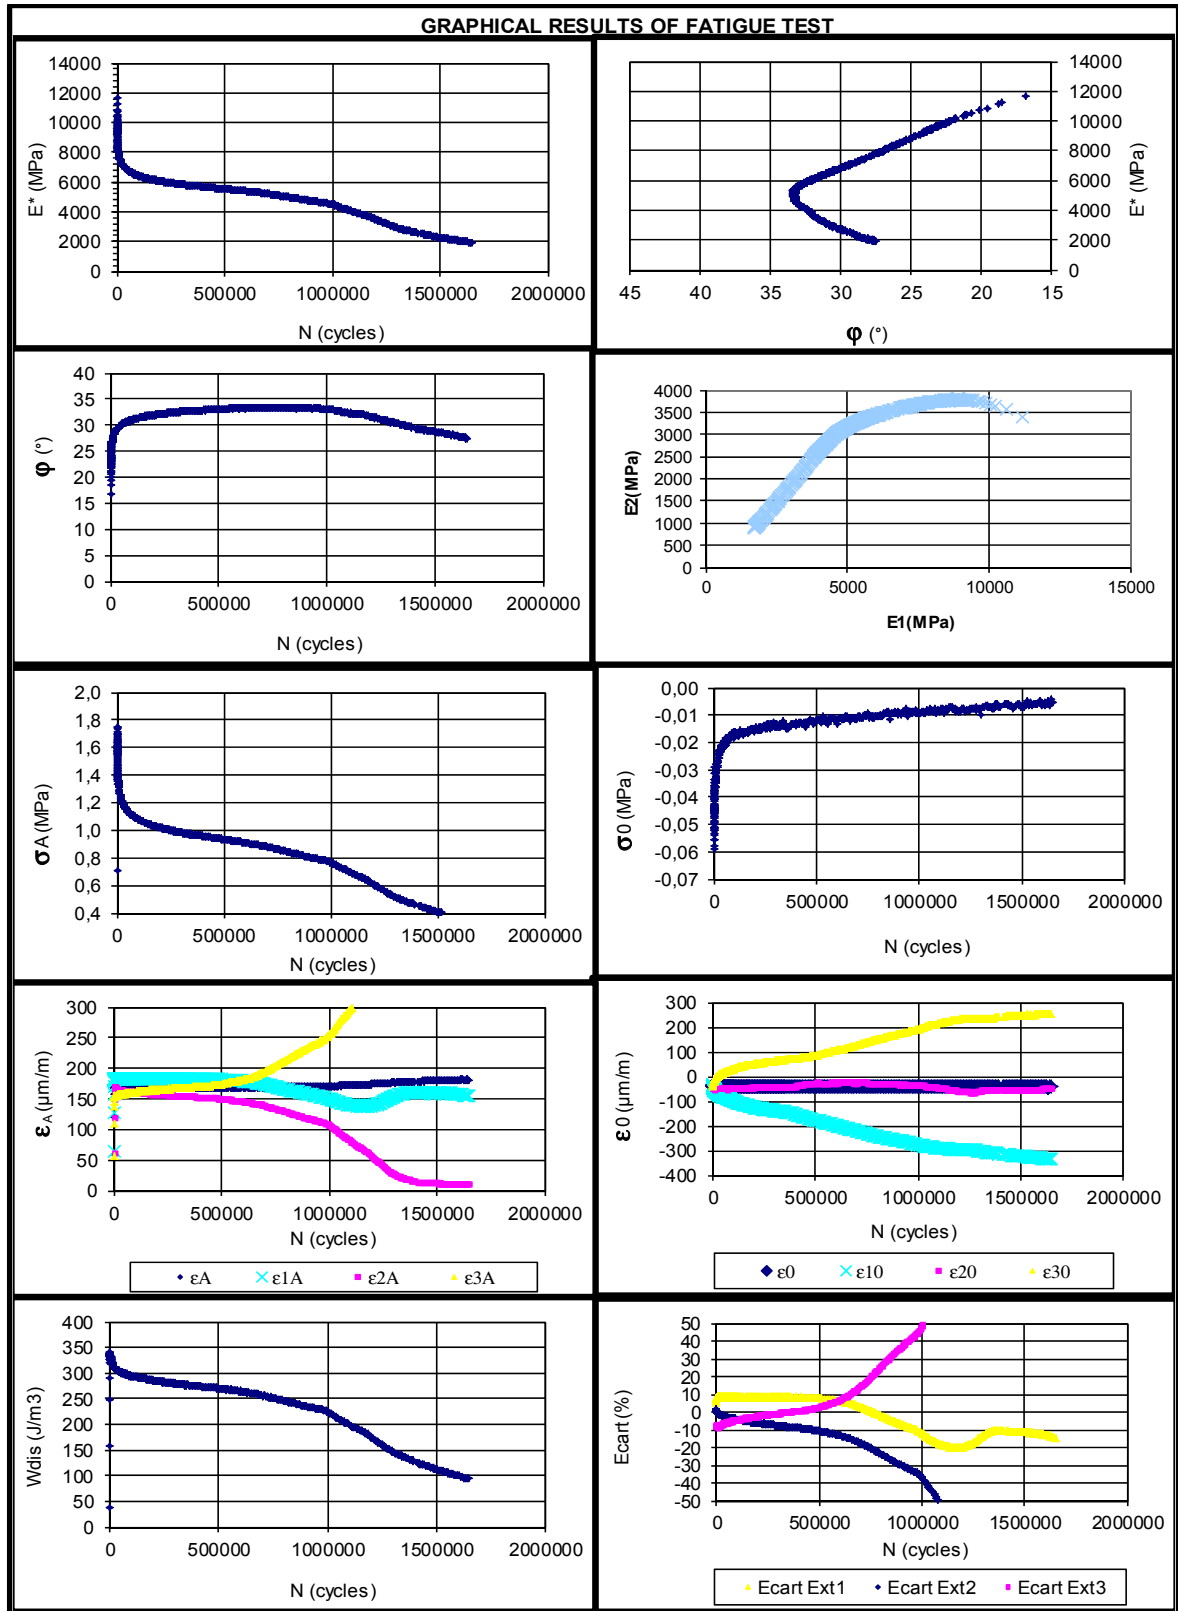 GRAPHICAL RESULTS OF FATIGUE TEST
14000
12000
10000
8000
6000
4000
2000
0
E* (MPa)
0 500000 1000000 1500000 2000000
N (cycles)
14000
12000
10000
8000
6000
4000
2000
0
E* (MPa)
45 40 35 30 25 20 15
φ (°)
40
35
30
25
20
15
10
5
0
φ (°)
0 500000 1000000 1500000 2000000
N (cycles)
4000
3500
3000
2500
2000
1500
1000
500
0
E2(MPa)
0 5000 10000 15000
E1(MPa)
2,0
1,8
1,6
1,4
1,2
1,0
0,8
0,6
0,4
σA (MPa)
0 500000 1000000 1500000 2000000
N (cycles)
0,00
-0,01
-0,02
-0,03
-0,04
-0,05
-0,06
-0,07
σ0 (MPa)
0 500000 1000000 1500000 2000000
N (cycles)
300
250
200
150
100
50
0
εA (µm/m)
0 500000 1000000 1500000 2000000
N (cycles)
εA ε1A ε2A ε3A
300
200
100
0
-100
-200
-300
-400
ε0 (µm/m)
0 500000 1000000 1500000 2000000
N (cycles)
ε0 ε10 ε20 ε30
400
350
300
250
200
150
100
50
0
Wdis (J/m3)
0 500000 1000000 1500000 2000000
N (cycles)
50
40
30
20
10
0
-10
-20
-30
-40
-50
Ecart (%)
0 500000 1000000 1500000 2000000
N (cycles)
Ecart Ext1 Ecart Ext2 Ecart Ext3